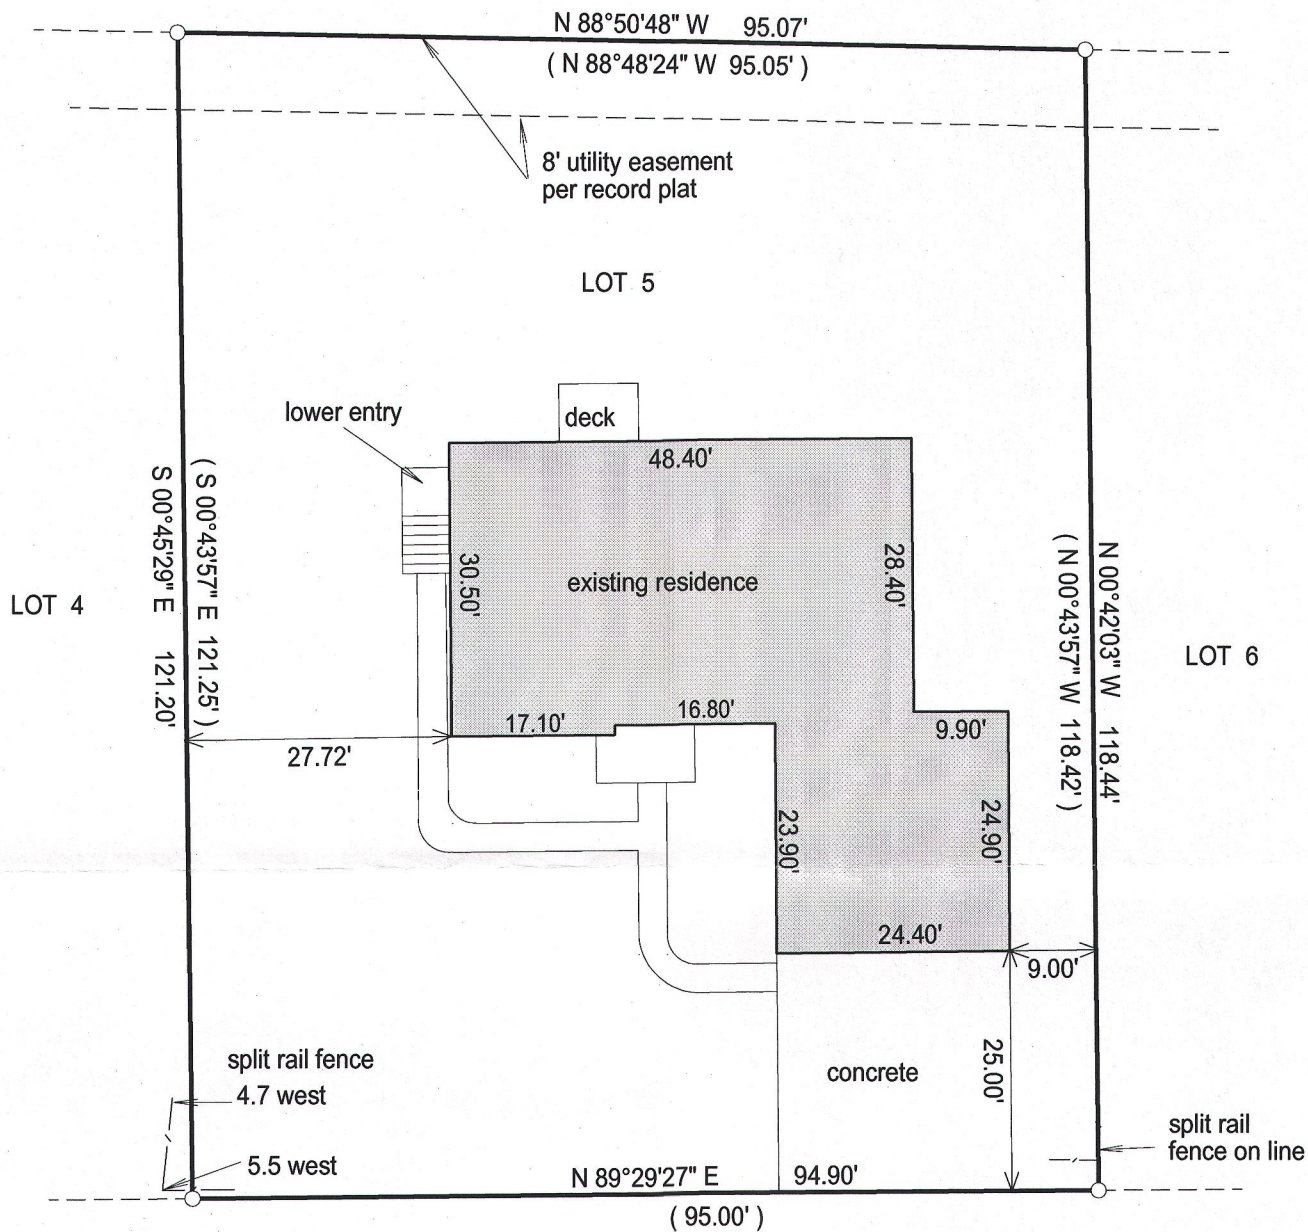 N 88°50'48" W 95.07'
( N 88°48'24" W 95.05' )
8' utility easement
per record plat
LOT 5
lower entry
deck
48.40'
( S 00°43'57" E 121.25' )
S 00°45'29" E 121.20'
30.50'
existing residence
28.40'
N 00°42'03" W 118.44'
( N 00°43'57" W 118.42' )
LOT 4
LOT 6
17.10'
16.80'
9.90'
27.72'
23.90'
24.90'
24.40'
9.00'
25.00'
concrete
split rail fence
4.7 west
5.5 west
split rail
fence on line
N 89°29'27" E 94.90'
( 95.00' )